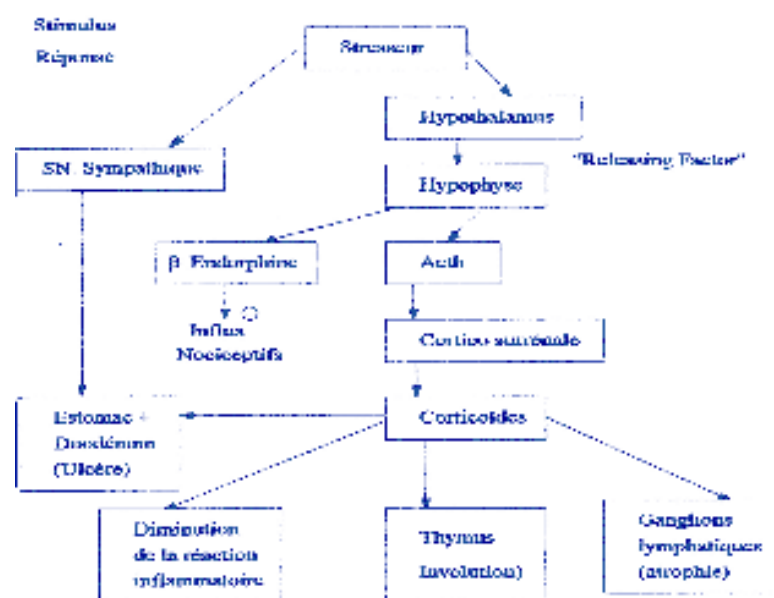 Stimulus
Réponse
Stresseur
Hypothalamus
SN. Sympathique
"Releasing Factor"
Hypophyse
β Endorphine
Acth
Influx
Nociceptifs
Cortico surrénale
Estomac +
Duodénum
(Ulcère)
Corticoïdes
Diminution
de la réaction
inflammatoire
Thymus
Involution)
Ganglions
lymphatiques
(atrophie)